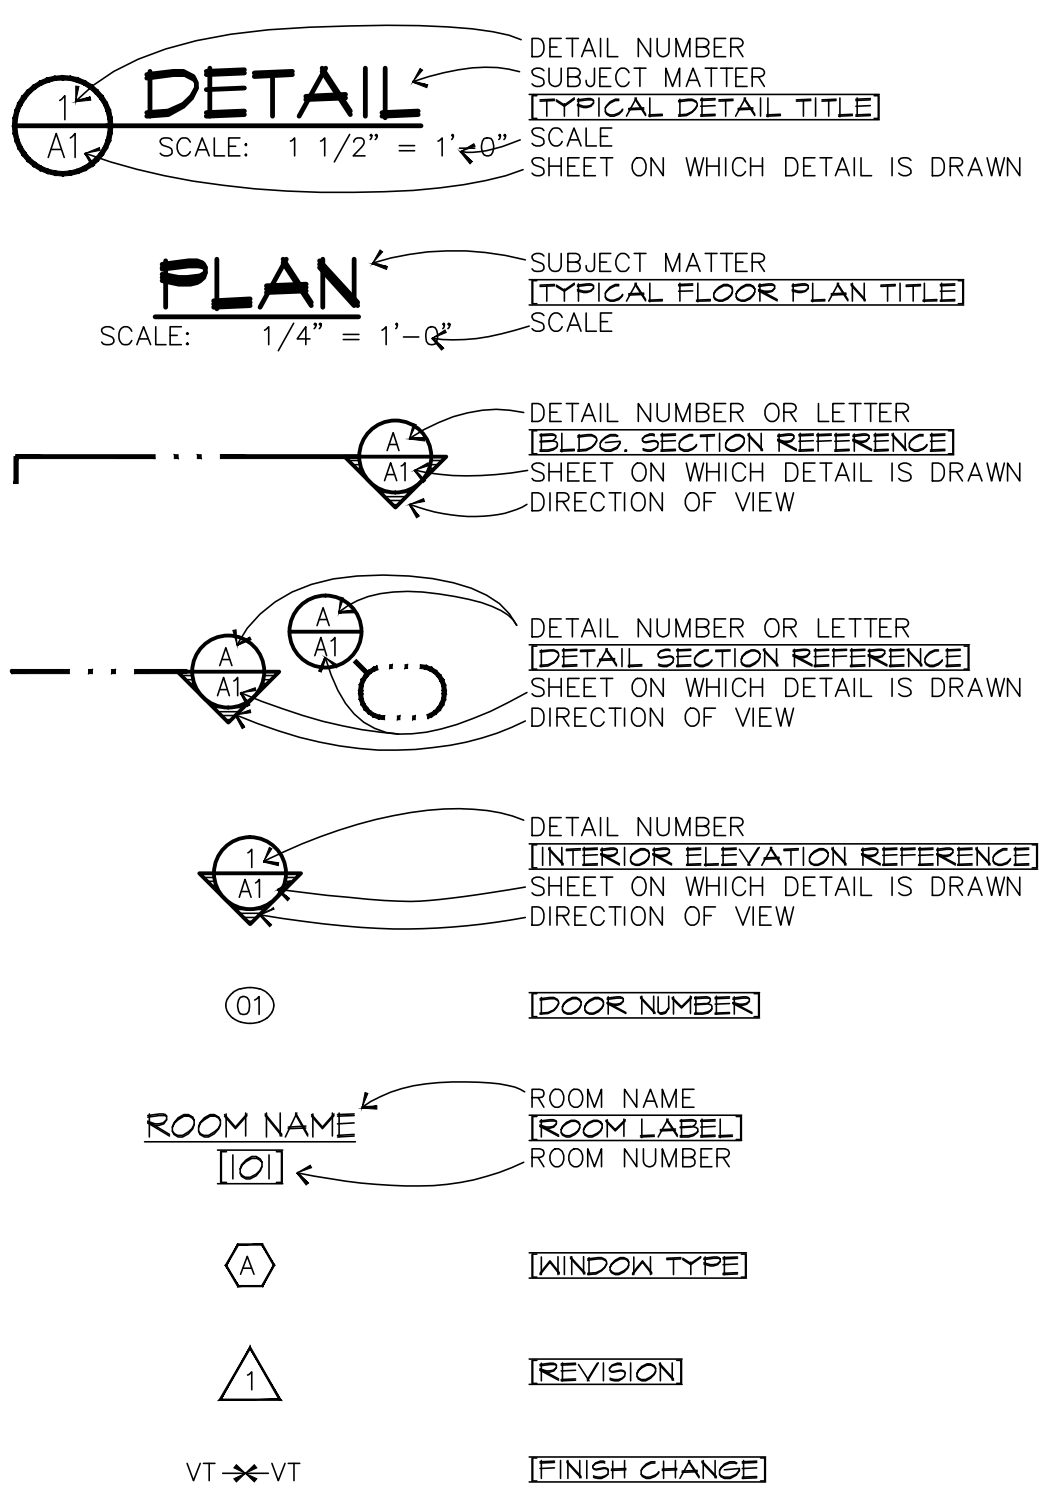 DETAIL NUMBER
1 DETAIL SUBJECT MATTER
[TYPICAL DETAIL TITLE]
A1 SCALE: 1 1/2" = 1'-0" SCALE
SHEET ON WHICH DETAIL IS DRAWN
PLAN SUBJECT MATTER
[TYPICAL FLOOR PLAN TITLE]
SCALE: 1/4" = 1'-0" SCALE
DETAIL NUMBER OR LETTER
A [BLDG. SECTION REFERENCE]
A1 SHEET ON WHICH DETAIL IS DRAWN
DIRECTION OF VIEW
A DETAIL NUMBER OR LETTER
A A1 [DETAIL SECTION REFERENCE]
A1 SHEET ON WHICH DETAIL IS DRAWN
DIRECTION OF VIEW
DETAIL NUMBER
1 [INTERIOR ELEVATION REFERENCE]
A1 SHEET ON WHICH DETAIL IS DRAWN
DIRECTION OF VIEW
01 [DOOR NUMBER]
ROOM NAME
ROOM NAME [ROOM LABEL]
[101] ROOM NUMBER
A [WINDOW TYPE]
1 [REVISION]
VT VT [FINISH CHANGE]